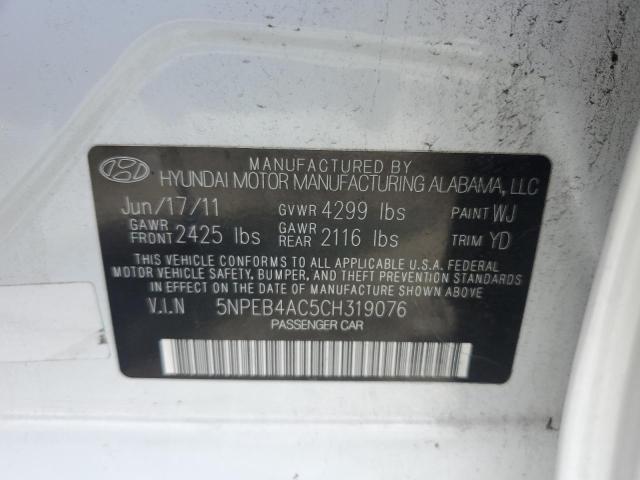 MANUFACTURED BY
HYUNDAI MOTOR MANUFACTURING ALABAMA, LLC
Jun/17/11 GVWR 4299 lbs PAINT WJ
GAWR FRONT 2425 lbs GAWR REAR 2116 lbs TRIM YD
THIS VEHICLE CONFORMS TO ALL APPLICABLE U.S.A. FEDERAL
MOTOR VEHICLE SAFETY, BUMPER, AND THEFT PREVENTION STANDARDS
IN EFFECT ON THE DATE OF MANUFACTURE SHOWN ABOVE.
V.I.N 5NPEB4AC5CH319076
PASSENGER CAR